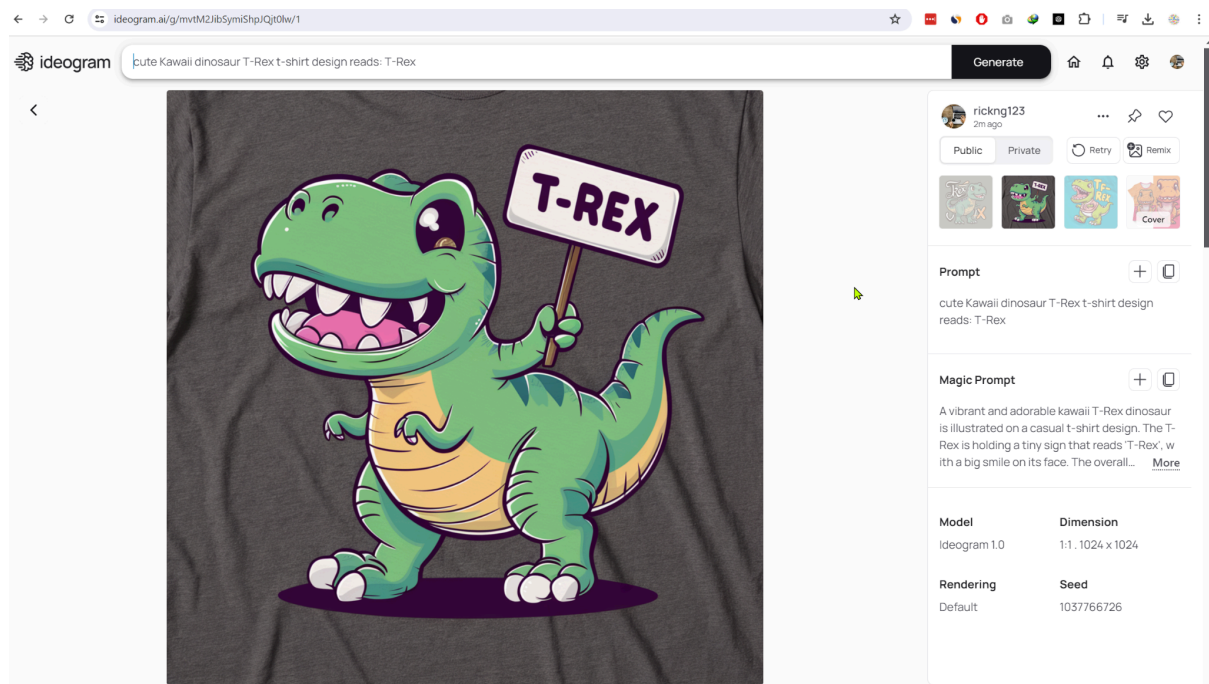 ideogram.ai/g/mvtM2JibSymiShpJQjt0lw/1
ideogram
cute Kawaii dinosaur T-Rex t-shirt design reads: T-Rex
Generate
T-REX
rickng123
2m ago
Public
Private
Retry
Remix
Cover
Prompt
cute Kawaii dinosaur T-Rex t-shirt design
reads: T-Rex
Magic Prompt
A vibrant and adorable kawaii T-Rex dinosaur
is illustrated on a casual t-shirt design. The T-
Rex is holding a tiny sign that reads 'T-Rex', w
ith a big smile on its face. The overall... More
Model
Dimension
Ideogram 1.0
1:1 . 1024 x 1024
Rendering
Seed
Default
1037766726